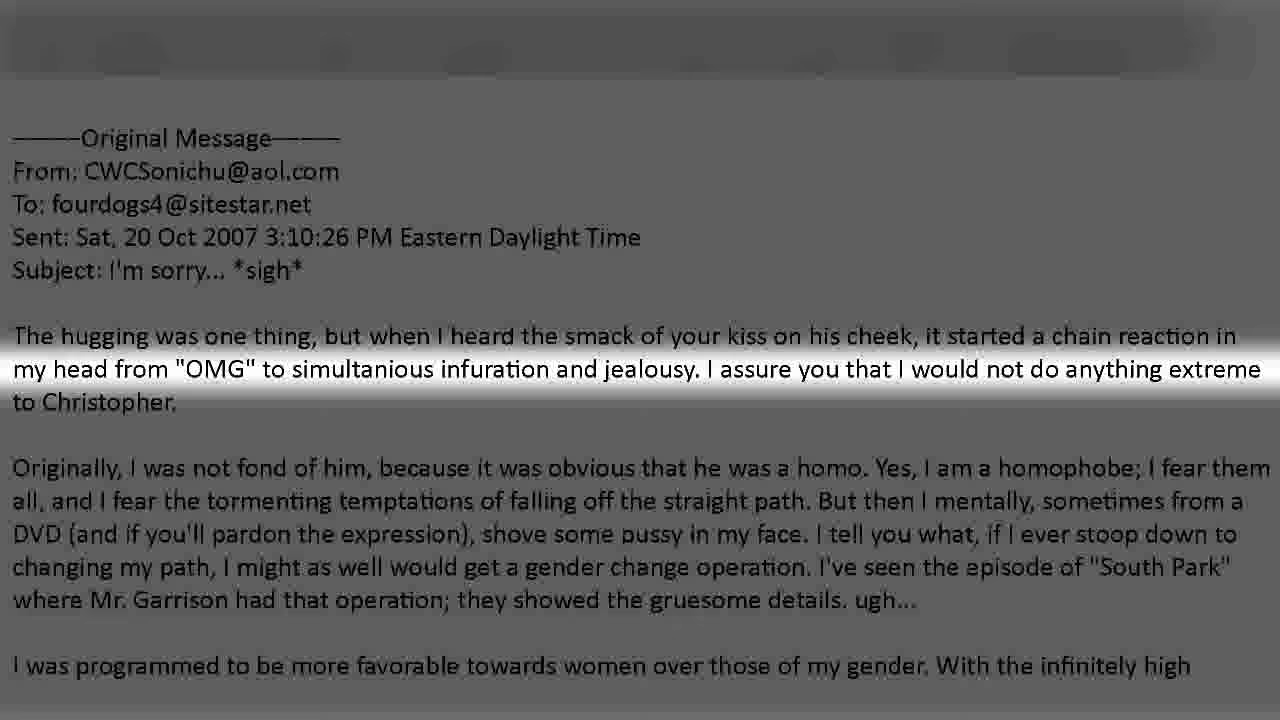 -----Original Message-----
From: CWCSonichu@aol.com
To: fourdogs4@sitestar.net
Sent: Sat, 20 Oct 2007 3:10:26 PM Eastern Daylight Time
Subject: I'm sorry... *sigh*
The hugging was one thing, but when I heard the smack of your kiss on his cheek, it started a chain reaction in
my head from "OMG" to simultanious infuration and jealousy. I assure you that I would not do anything extreme
to Christopher.
Originally, I was not fond of him, because it was obvious that he was a homo. Yes, I am a homophobe; I fear them
all, and I fear the tormenting temptations of falling off the straight path. But then I mentally, sometimes from a
DVD (and if you'll pardon the expression), shove some pussy in my face. I tell you what, if I ever stoop down to
changing my path, I might as well would get a gender change operation. I've seen the episode of "South Park"
where Mr. Garrison had that operation; they showed the gruesome details. ugh...
I was programmed to be more favorable towards women over those of my gender. With the infinitely high